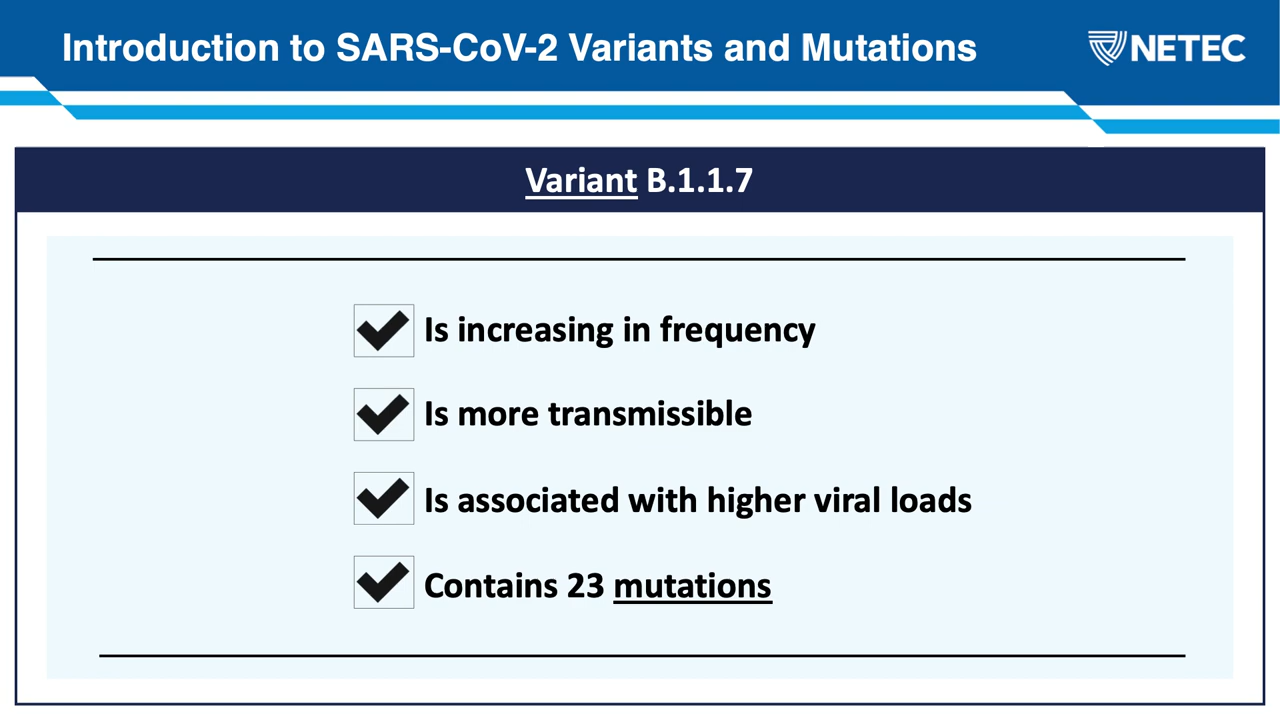 Introduction to SARS-CoV-2 Variants and Mutations
NETEC
Variant B.1.1.7
Is increasing in frequency
Is more transmissible
Is associated with higher viral loads
Contains 23 mutations